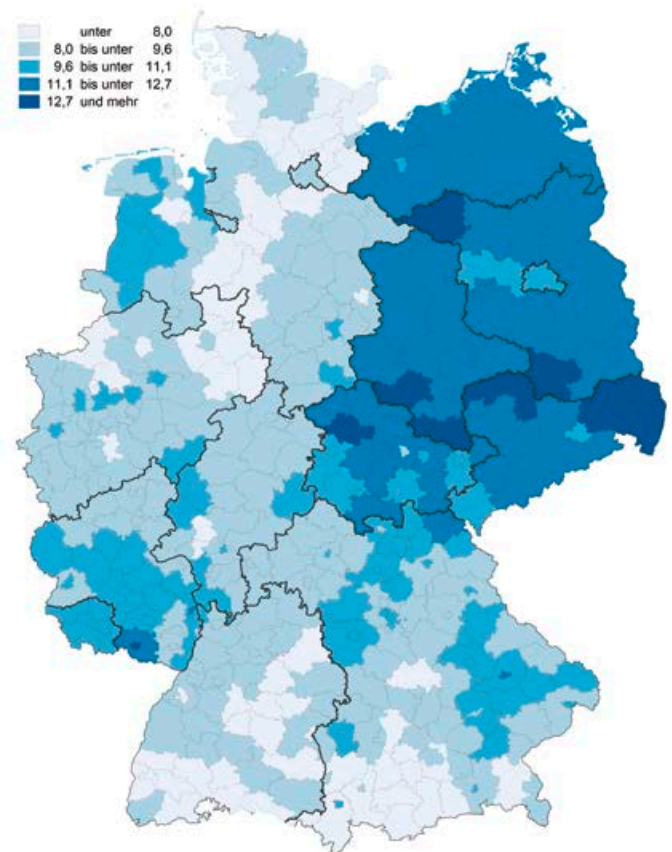 unter 8,0
8,0 bis unter 9,6
9,6 bis unter 11,1
11,1 bis unter 12,7
12,7 und mehr